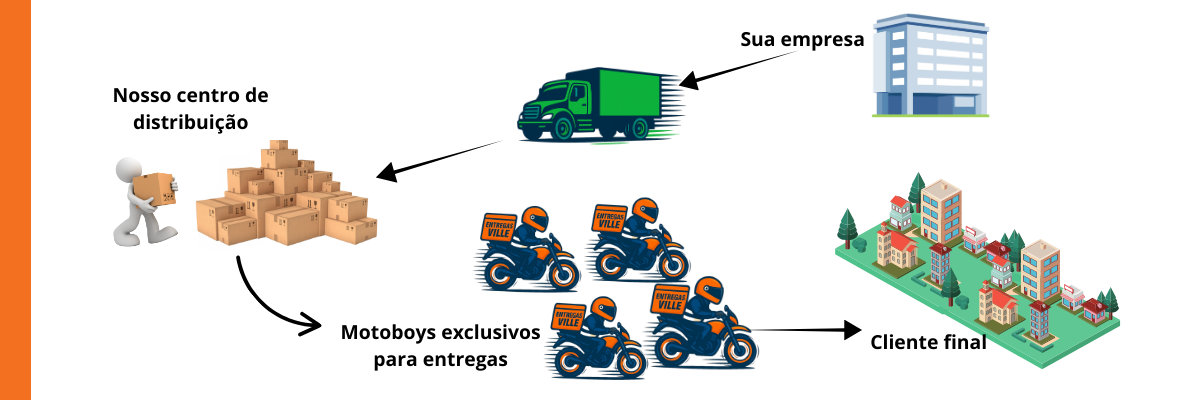 Sua empresa
Nosso centro de
distribuição
ENTREGAS
VILLE
ENTREGAS
VILLE
ENTREGAS
VILLE
ENTREGAS
VILLE
Motoboys exclusivos
para entregas
Cliente final